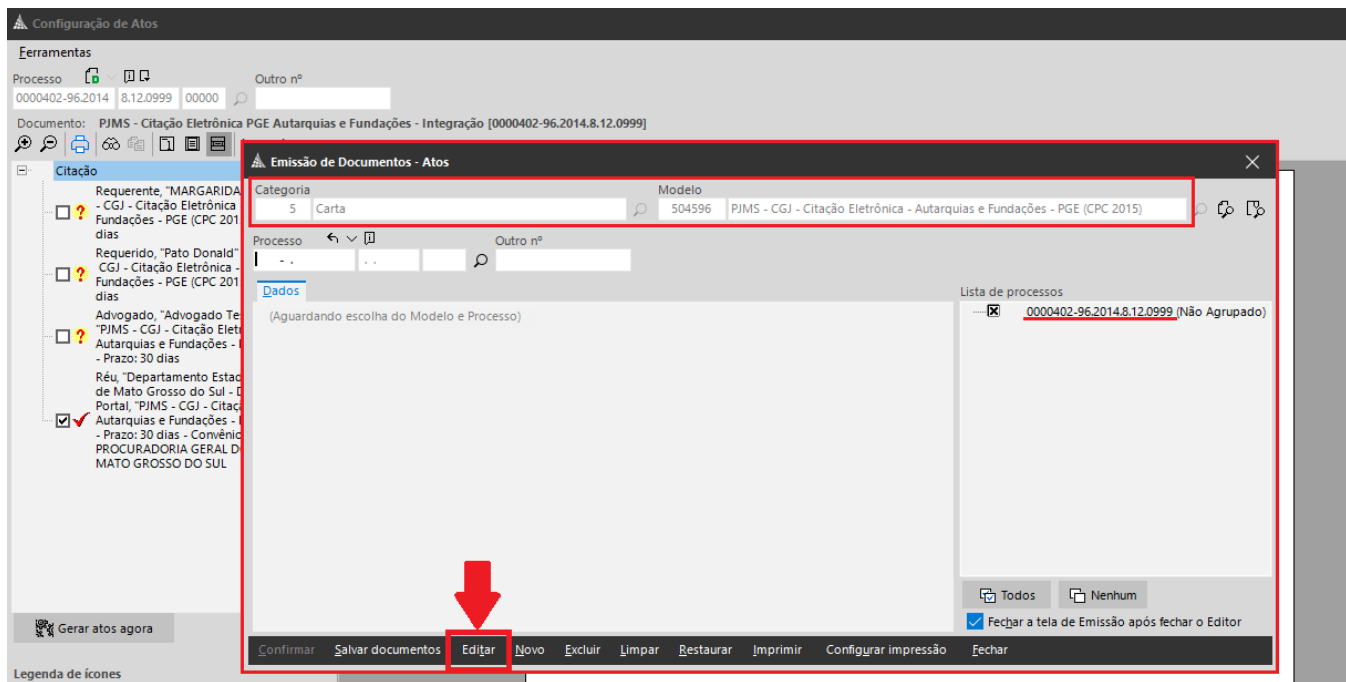 Configuração de Atos
Ferramentas
Processo
Outro nº
0000402-96.2014 8.12.0999 00000
Documento: PJMS - Citação Eletrônica PGE Autarquias e Fundações - Integração [0000402-96.2014.8.12.0999]
Citação
Requerente, "MARGARIDA
- CGJ - Citação Eletrônica
Fundações - PGE (CPC 201
dias
Requerido, "Pato Donald"
CGJ - Citação Eletrônica -
Fundações - PGE (CPC 201
dias
Advogado, "Advogado Te
"PJMS - CGJ - Citação Elet
Autarquias e Fundações -
- Prazo: 30 dias
Réu, "Departamento Estad
de Mato Grosso do Sul - D
Portal, "PJMS - CGJ - Citaç
Autarquias e Fundações -
- Prazo: 30 dias - Convênio
PROCURADORIA GERAL D
MATO GROSSO DO SUL
Gerar atos agora
Legenda de ícones
Emissão de Documentos - Atos
Categoria
Modelo
5 Carta
504596 PJMS - CGJ - Citação Eletrônica - Autarquias e Fundações - PGE (CPC 2015)
Processo
Outro nº
- .
. .
Dados
(Aguardando escolha do Modelo e Processo)
Lista de processos
0000402-96.2014.8.12.0999 (Não Agrupado)
Todos
Nenhum
Fechar a tela de Emissão após fechar o Editor
Confirmar Salvar documentos Editar Novo Excluir Limpar Restaurar Imprimir Configurar impressão Fechar